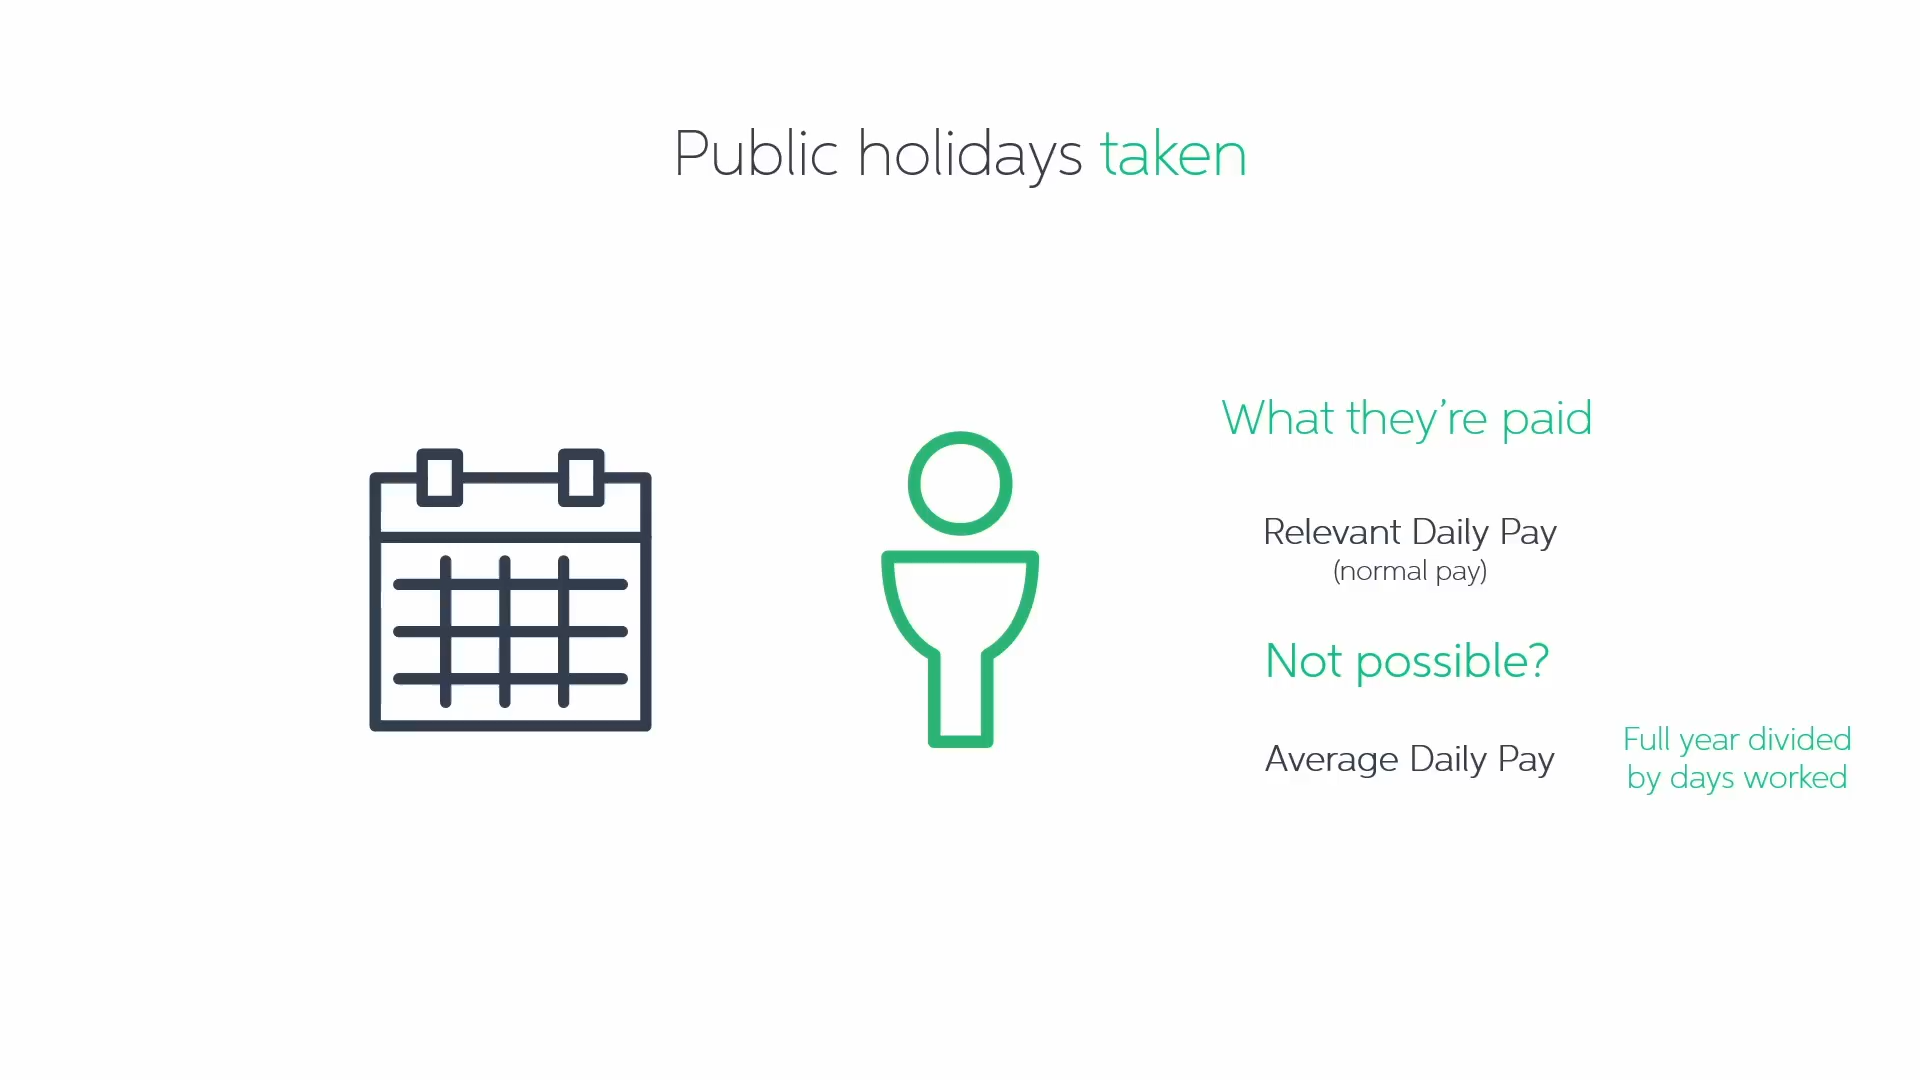 Public holidays taken
What they’re paid
Relevant Daily Pay
(normal pay)
Not possible?
Average Daily Pay
Full year divided
by days worked